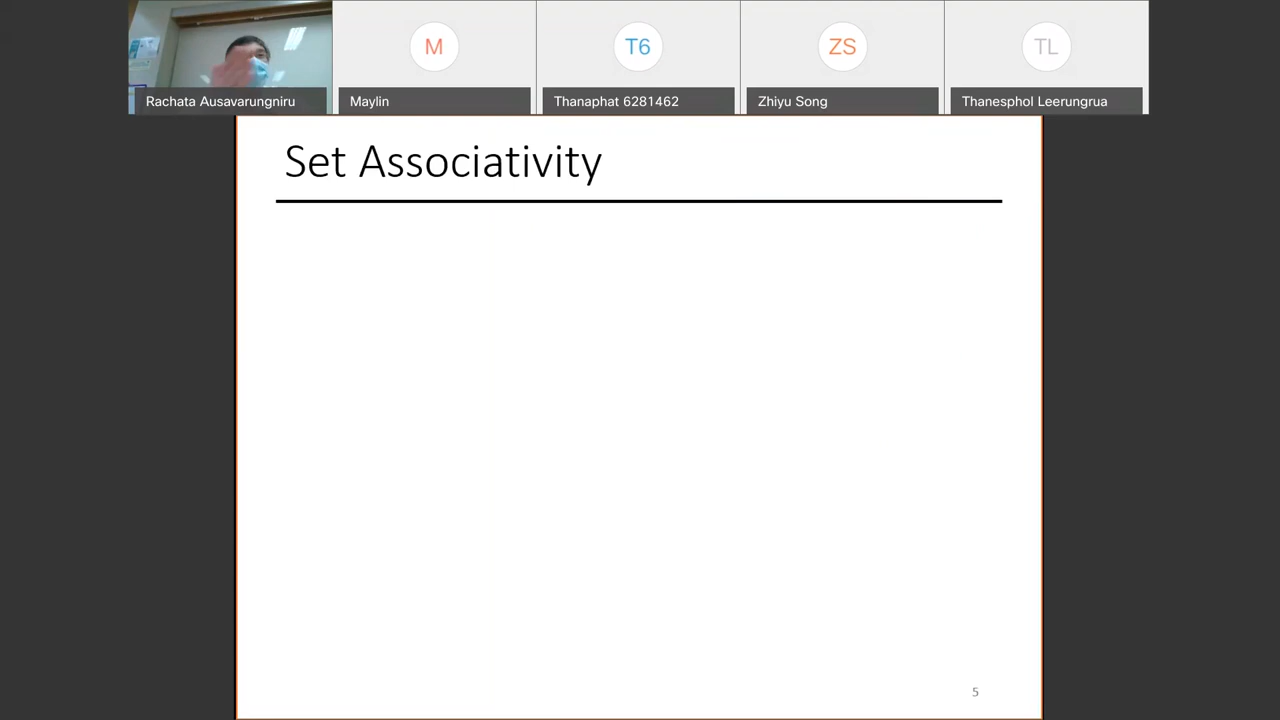 M
T6
ZS
TL
Rachata Ausavarungniru
Maylin
Thanaphat 6281462
Zhiyu Song
Thanesphol Leerungrua
Set Associativity
5